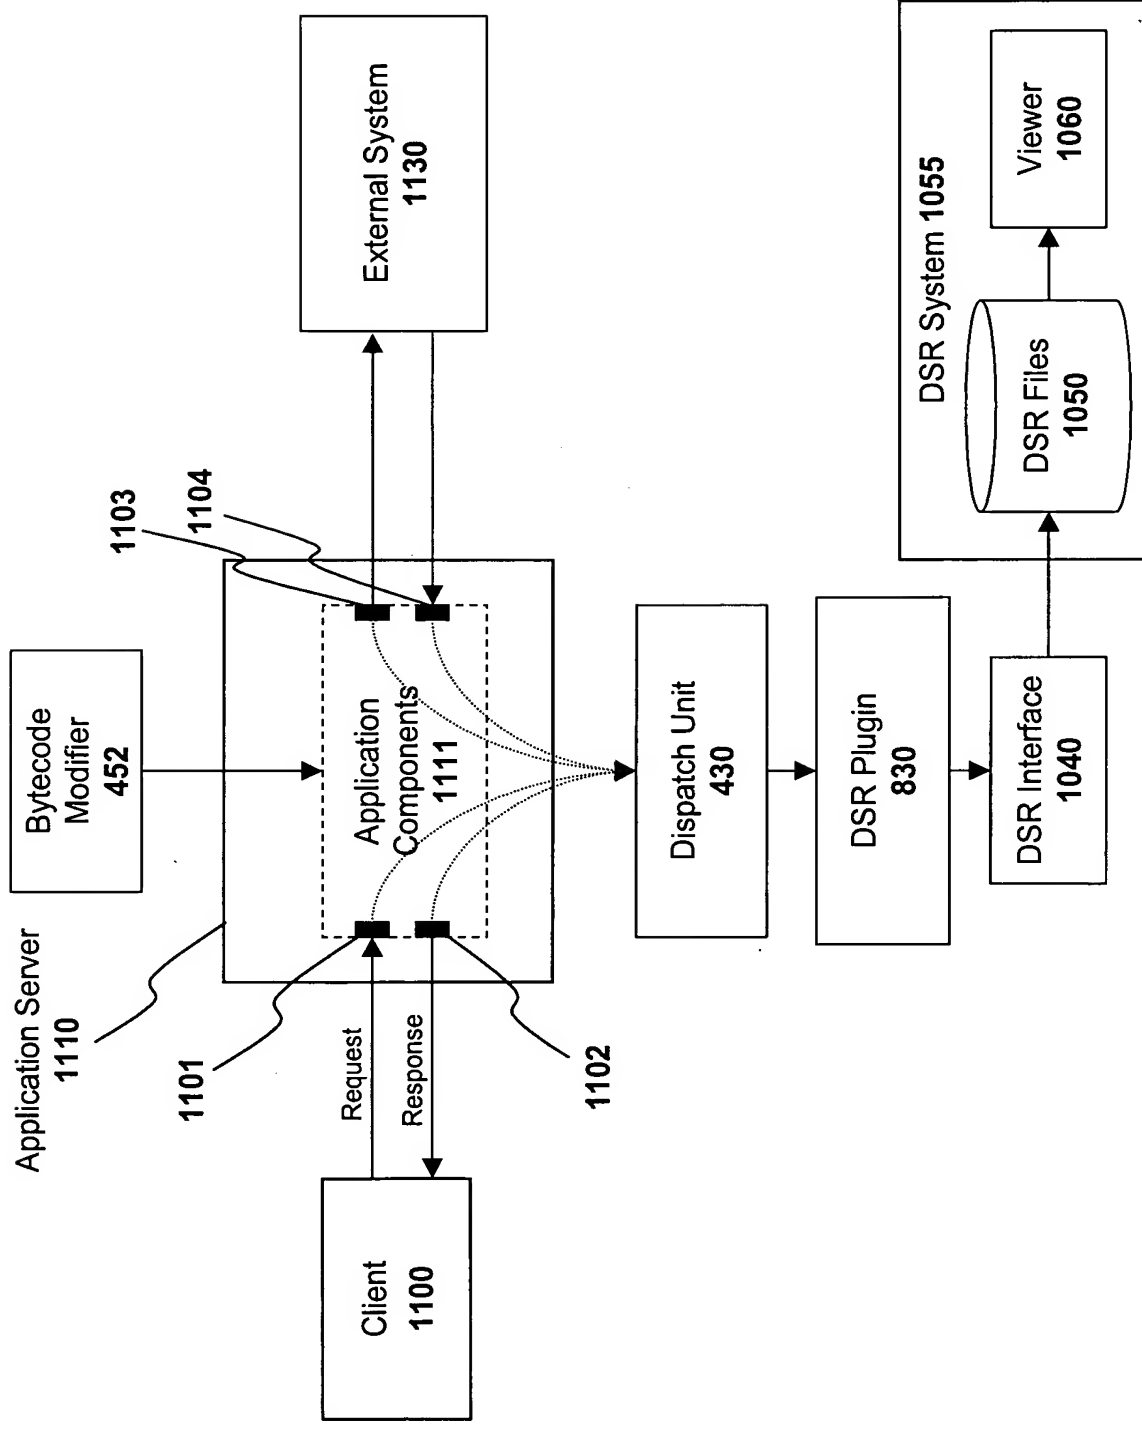 Application Server
1110
Bytecode
Modifier
452
1103
1104
1101
Request
Response
1102
Client
1100
Application
Components
1111
External System
1130
Dispatch Unit
430
DSR Plugin
830
DSR Interface
1040
DSR System 1055
DSR Files
1050
Viewer
1060